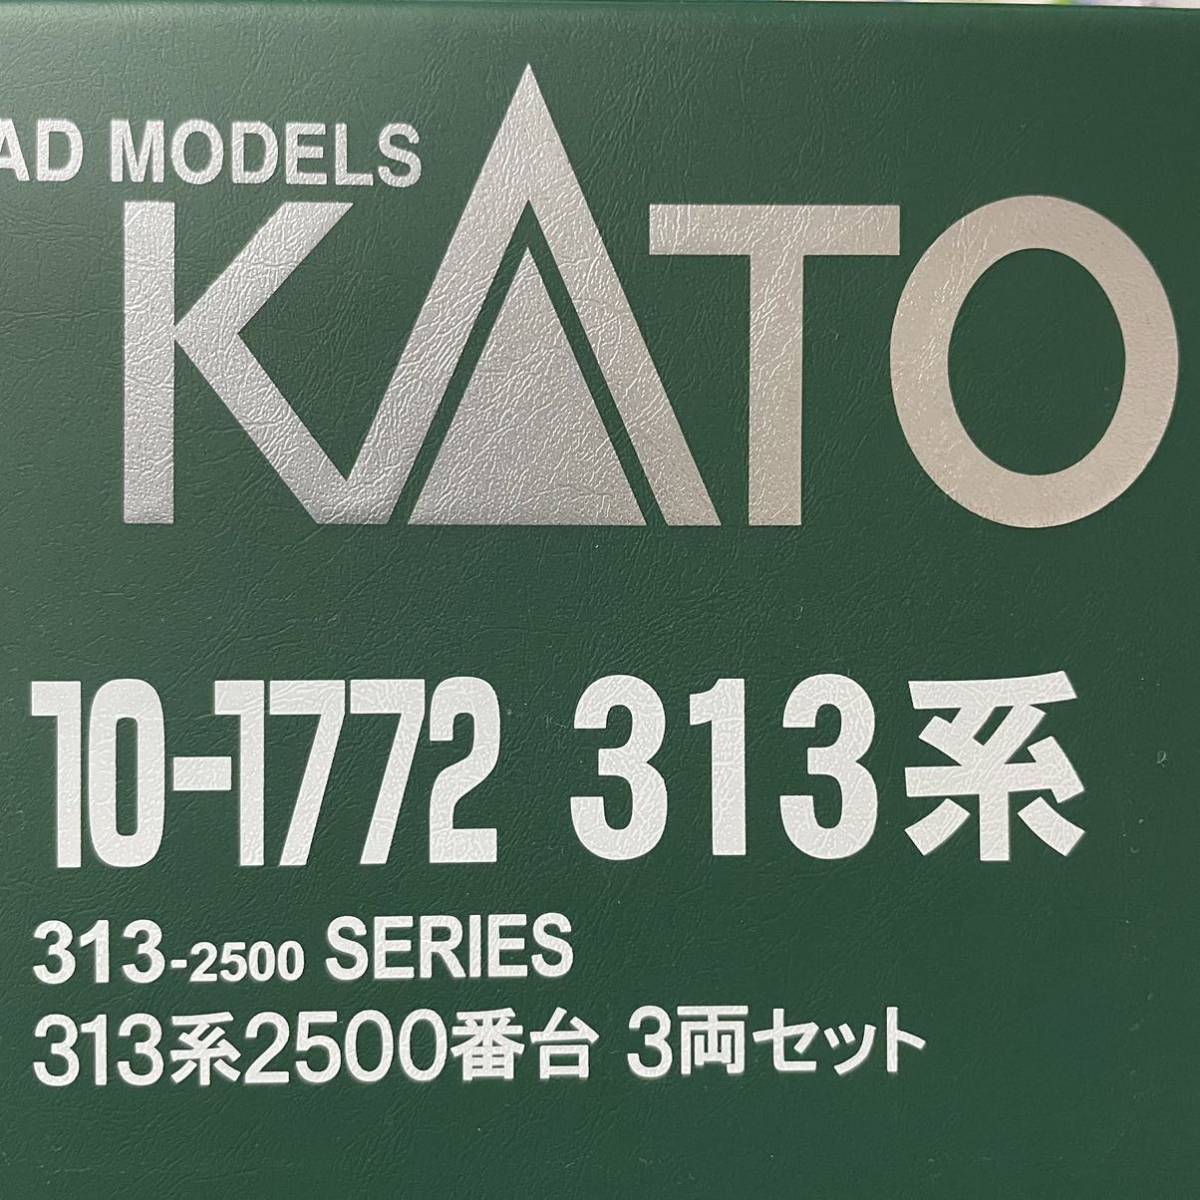 AD MODELS
KATO
10-1772 313系
313-2500 SERIES
313系2500番台 3両セット